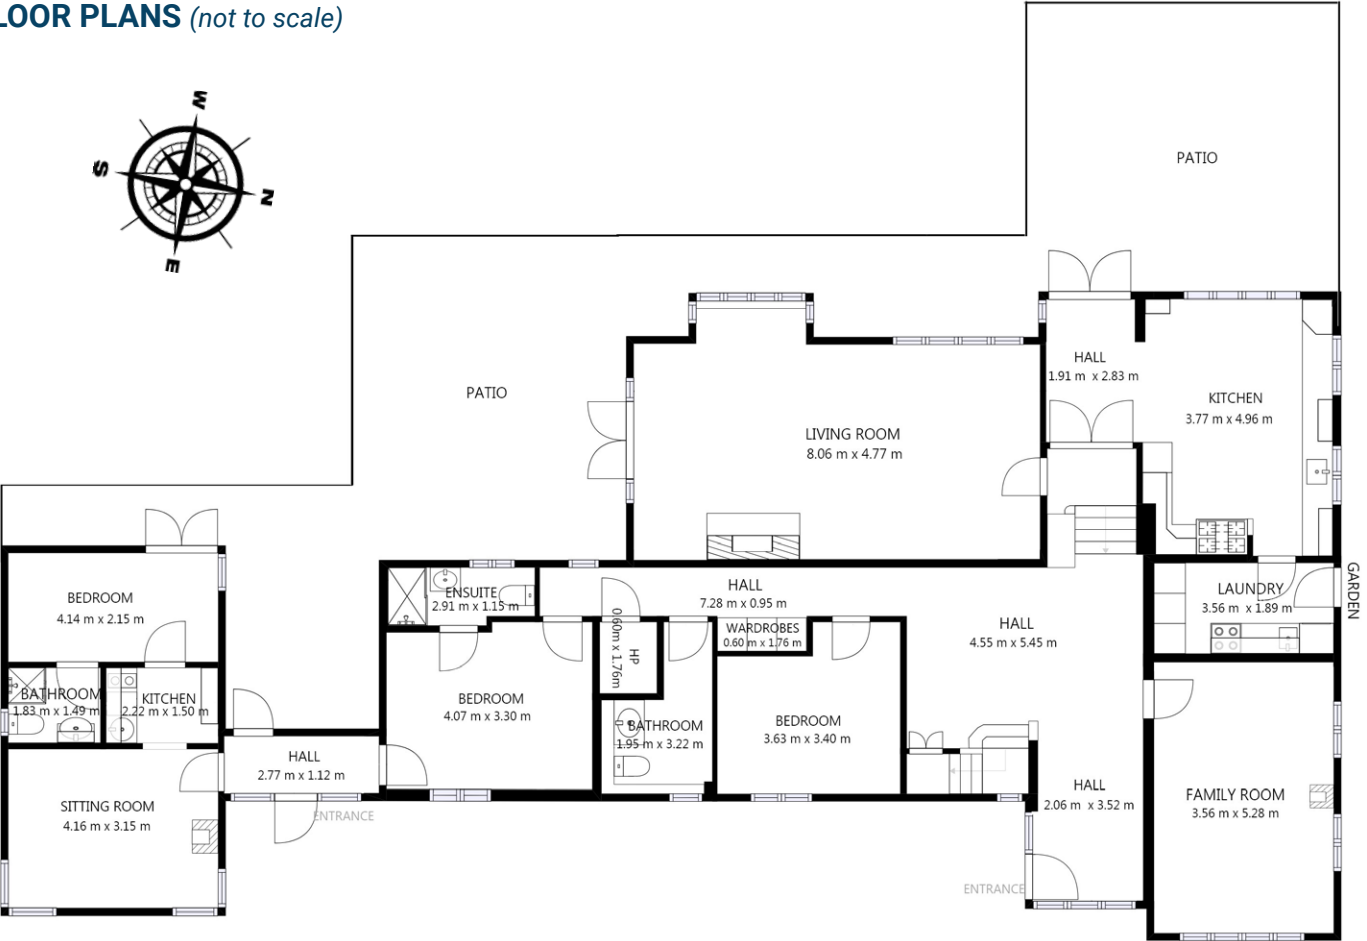 LOOR PLANS (not to scale)
W
S
N
E
PATIO
PATIO
HALL
1.91 m x 2.83 m
KITCHEN
3.77 m x 4.96 m
LIVING ROOM
8.06 m x 4.77 m
BEDROOM
4.14 m x 2.15 m
ENSUITE
2.91 m x 1.15 m
HALL
7.28 m x 0.95 m
LAUNDRY
3.56 m x 1.89 m
GARDEN
HALL
4.55 m x 5.45 m
WARDROBES
0.60 m x 1.76 m
HP
0.60m x 1.76m
BATHROOM
1.83 m x 1.49 m
KITCHEN
2.22 m x 1.50 m
BEDROOM
4.07 m x 3.30 m
BATHROOM
1.95 m x 3.22 m
BEDROOM
3.63 m x 3.40 m
HALL
2.77 m x 1.12 m
SITTING ROOM
4.16 m x 3.15 m
ENTRANCE
HALL
2.06 m x 3.52 m
FAMILY ROOM
3.56 m x 5.28 m
ENTRANCE